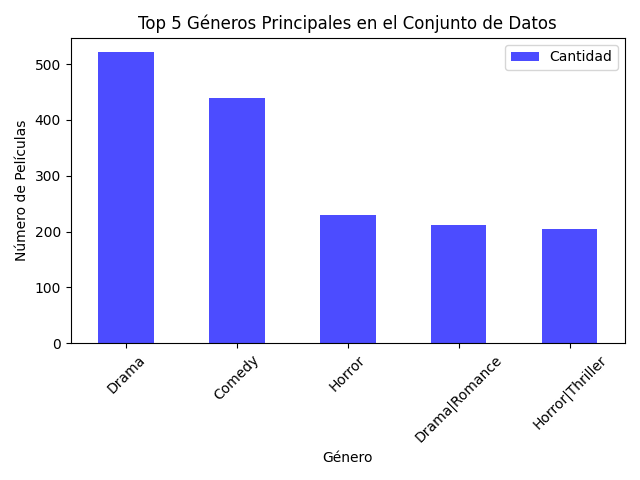 Top 5 Géneros Principales en el Conjunto de Datos
Cantidad
Número de Películas
500
400
300
200
100
0
Drama
Comedy
Horror
Drama|Romance
Horror|Thriller
Género